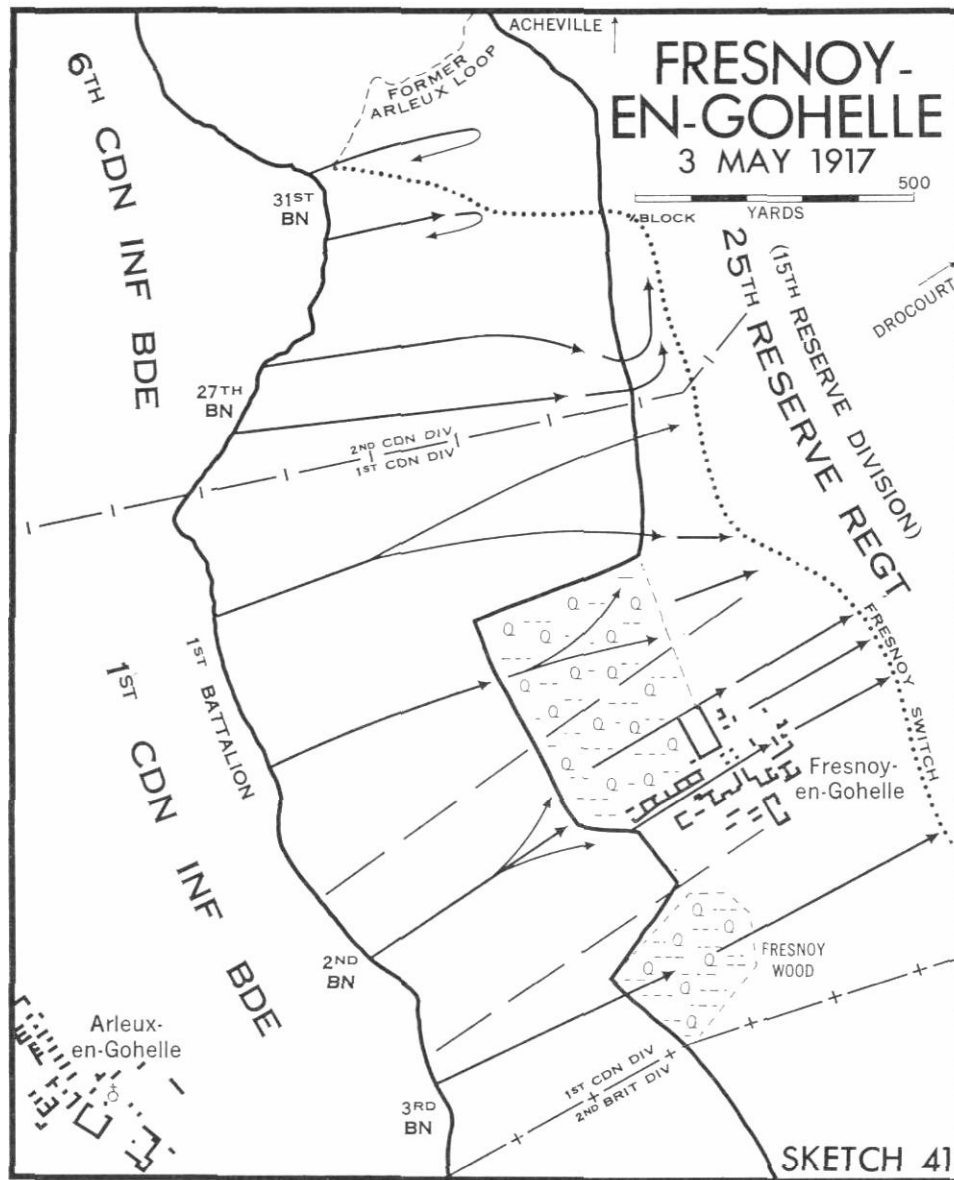 ACHEVILLE
FRESNOY-
EN-GOHELLE
3 MAY 1917
500
YARDS
FORMER
ARLEUX LOOP
6TH CDN INF BDE
31ST
BN
BLOCK
25TH RESERVE REGT
(15TH RESERVE DIVISION)
DROCOURT
27TH
BN
2ND CDN DIV
1ST CDN DIV
1ST BATTALION
1ST CDN INF BDE
FRESNOY SWITCH
Fresnoy-
en-Gohelle
2ND
BN
FRESNOY
WOOD
Arleux-
en-Gohelle
3RD
BN
1ST CDN DIV
2ND BRIT DIV
SKETCH 41